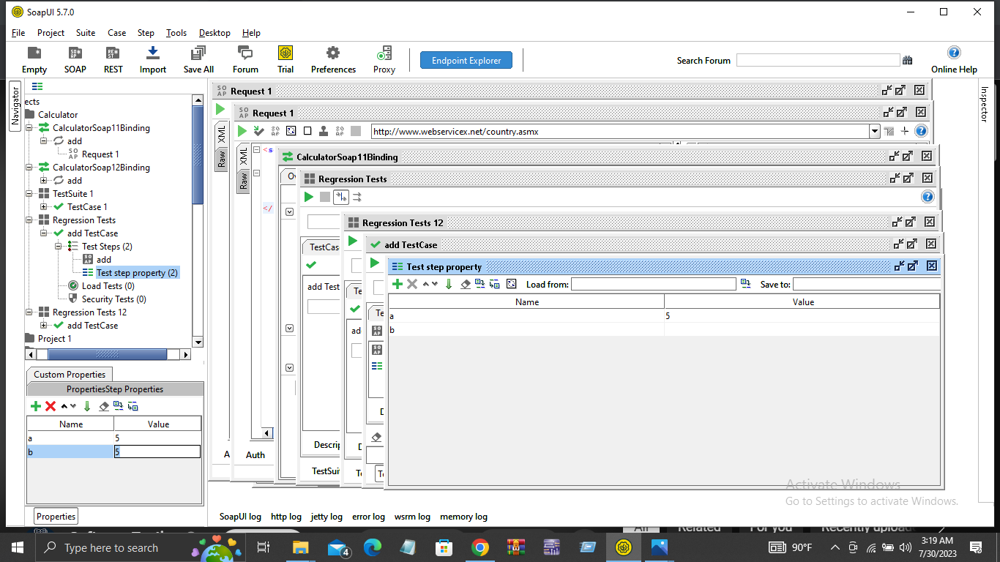 SoapUI 5.7.0
File Project Suite Case Step Tools Desktop Help
Empty SOAP REST Import Save All Forum Trial Preferences Proxy Endpoint Explorer Search Forum Online Help
Navigator
Inspector
ects
Calculator
CalculatorSoap11Binding
add
Request 1
CalculatorSoap12Binding
add
TestSuite 1
TestCase 1
Regression Tests
add TestCase
Test Steps (2)
add
Test step property (2)
Load Tests (0)
Security Tests (0)
Regression Tests 12
add TestCase
Project 1
Custom Properties
PropertiesStep Properties
Name Value
a 5
b 5
Properties
Request 1
XML
Raw
Request 1
http://www.webservicex.net/country.asmx
XML
Raw
<s
</
A
Auth
CalculatorSoap11Binding
Ov
Regression Tests
TestCas
add Test
Descrip
TestSui
Regression Tests 12
Te
ad
D
Te
add TestCase
Te
D
Te
Test step property
Load from: Save to:
Name Value
a 5
b
Activate Windows
Go to Settings to activate Windows.
SoapUI log http log jetty log error log wsrm log memory log
All Related For you Recently upload
Type here to search
4
90°F
3:19 AM
7/30/2023